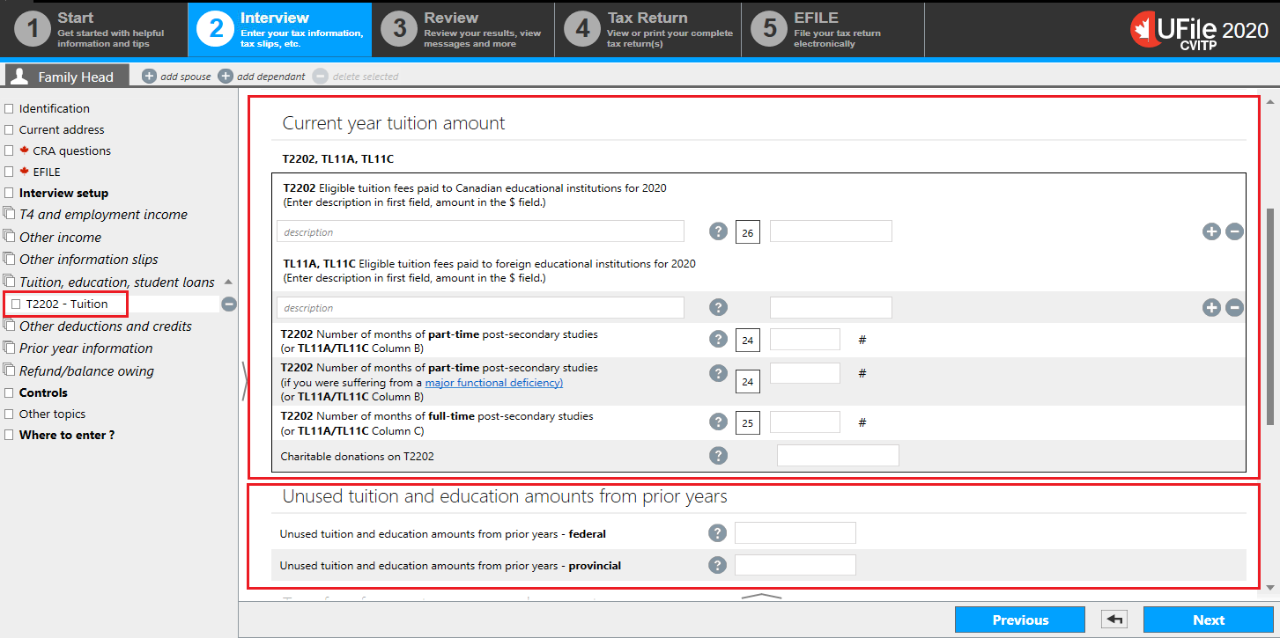 1 Start
Get started with helpful
information and tips
2 Interview
Enter your tax information,
tax slips, etc.
3 Review
Review your results, view
messages and more
4 Tax Return
View or print your complete
tax return(s)
5 EFILE
File your tax return
electronically
UFile 2020
CVITP
Family Head
add spouse
add dependant
delete selected
Identification
Current address
CRA questions
EFILE
Interview setup
T4 and employment income
Other income
Other information slips
Tuition, education, student loans
T2202 - Tuition
Other deductions and credits
Prior year information
Refund/balance owing
Controls
Other topics
Where to enter ?
Current year tuition amount
T2202, TL11A, TL11C
T2202 Eligible tuition fees paid to Canadian educational institutions for 2020
(Enter description in first field, amount in the $ field.)
description ? 26
TL11A, TL11C Eligible tuition fees paid to foreign educational institutions for 2020
(Enter description in first field, amount in the $ field.)
description ?
T2202 Number of months of part-time post-secondary studies
(or TL11A/TL11C Column B) ? 24 #
T2202 Number of months of part-time post-secondary studies
(if you were suffering from a major functional deficiency)
(or TL11A/TL11C Column B) ? 24 #
T2202 Number of months of full-time post-secondary studies
(or TL11A/TL11C Column C) ? 25 #
Charitable donations on T2202 ?
Unused tuition and education amounts from prior years
Unused tuition and education amounts from prior years - federal ?
Unused tuition and education amounts from prior years - provincial ?
Previous
Next